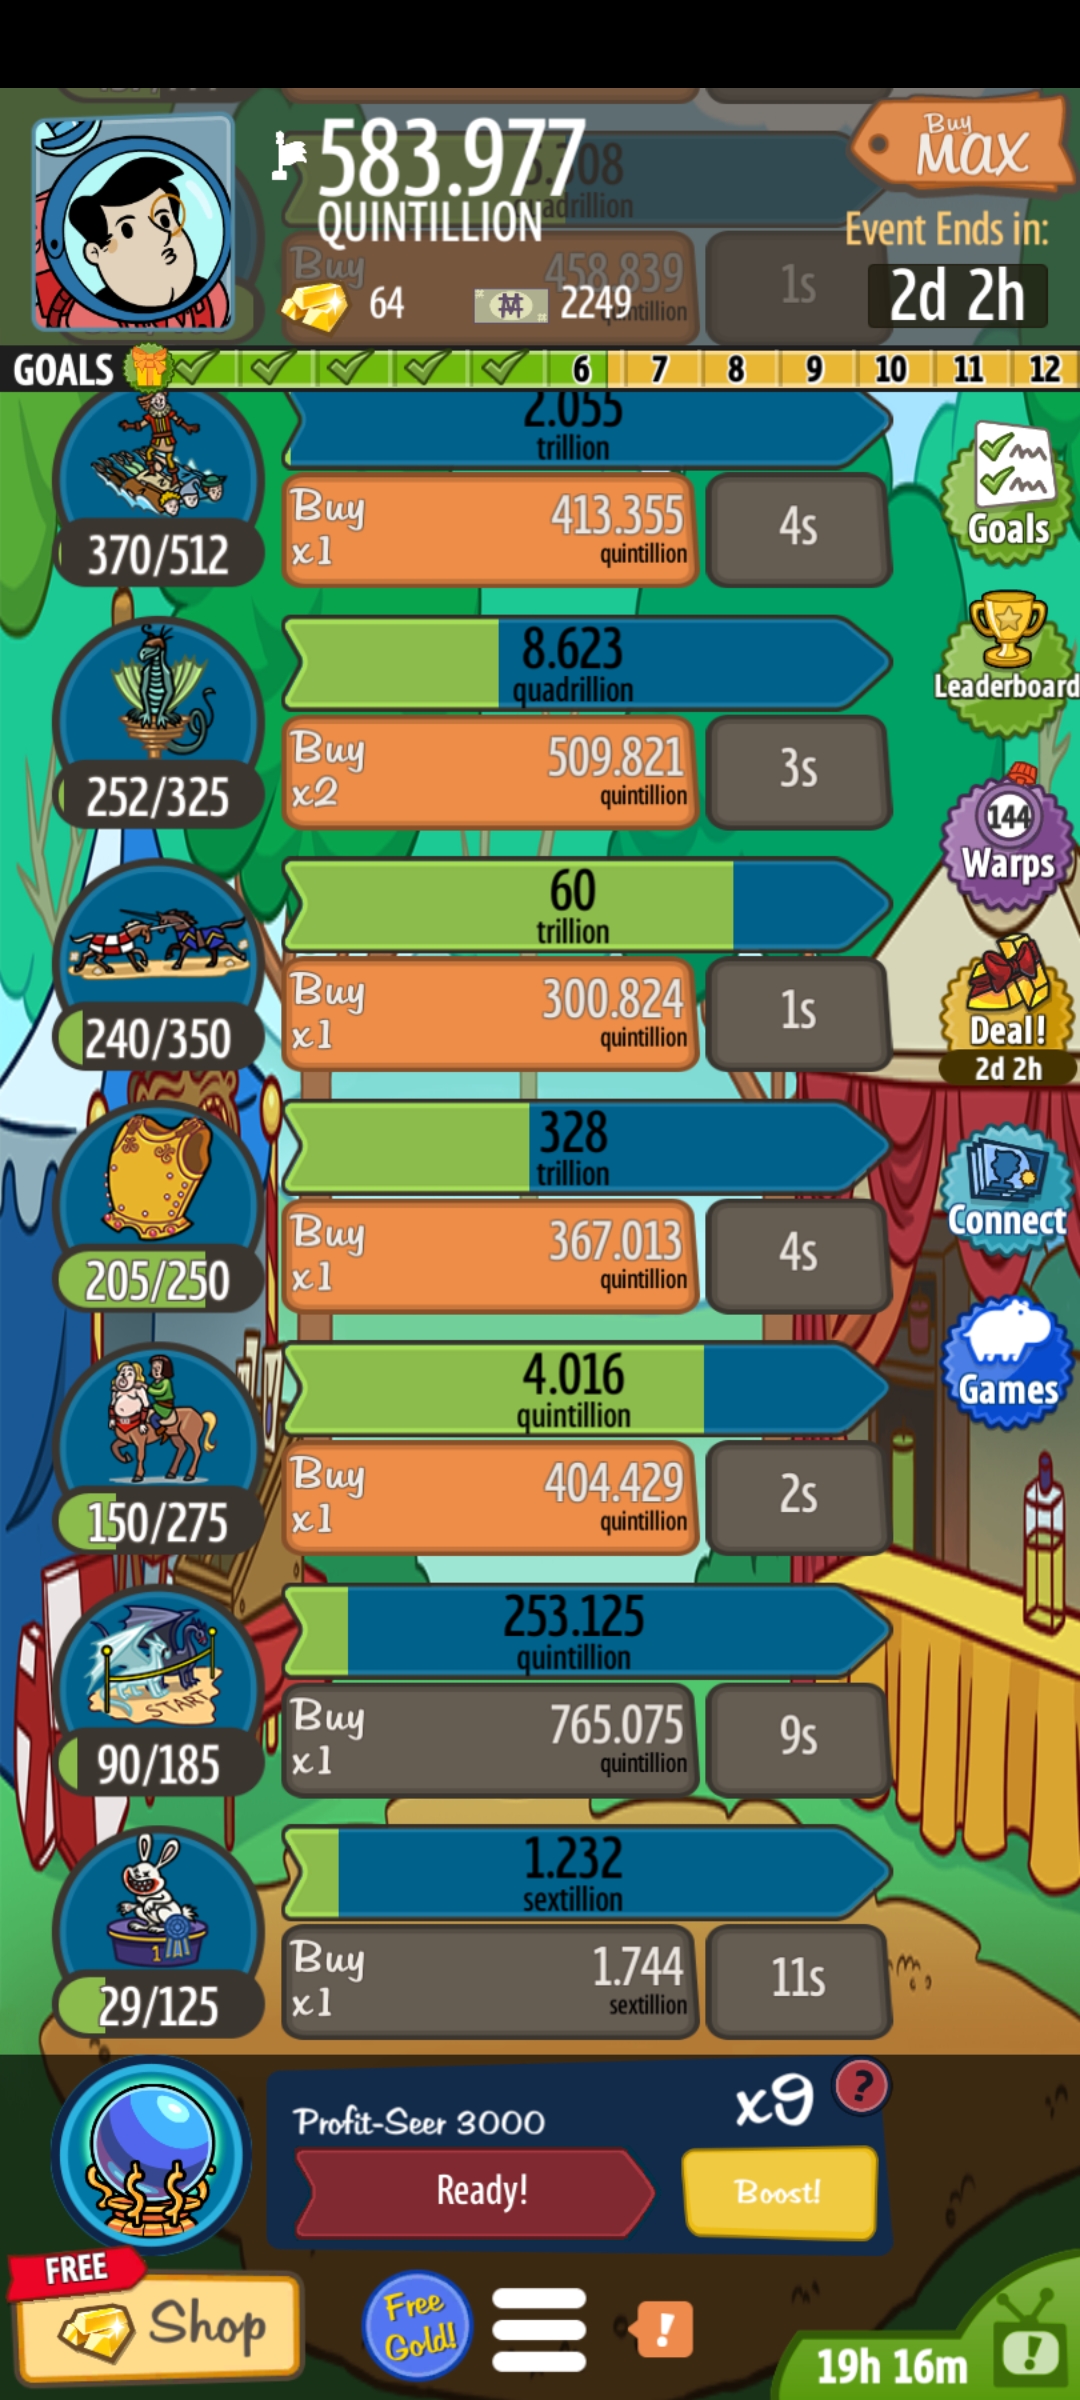 583.977
QUINTILLION
Buy
MAX
Event Ends in:
2d 2h
64
2249
Buy
458.839
1s
GOALS
6
7
8
9
10
11
12
2.055
trillion
370/512
Buy
x1
413.355
quintillion
4s
Goals
8.623
quadrillion
252/325
Buy
x2
509.821
quintillion
3s
Leaderboard
60
trillion
240/350
Buy
x1
300.824
quintillion
1s
144
Warps
Deal!
2d 2h
328
trillion
205/250
Buy
x1
367.013
quintillion
4s
Connect
4.016
quintillion
150/275
Buy
x1
404.429
quintillion
2s
Games
253.125
quintillion
START
90/185
Buy
x1
765.075
quintillion
9s
1.232
sextillion
1
29/125
Buy
x1
1.744
sextillion
11s
Profit-Seer 3000
x9
?
Ready!
Boost!
FREE
Shop
Free
Gold!
!
19h 16m
!